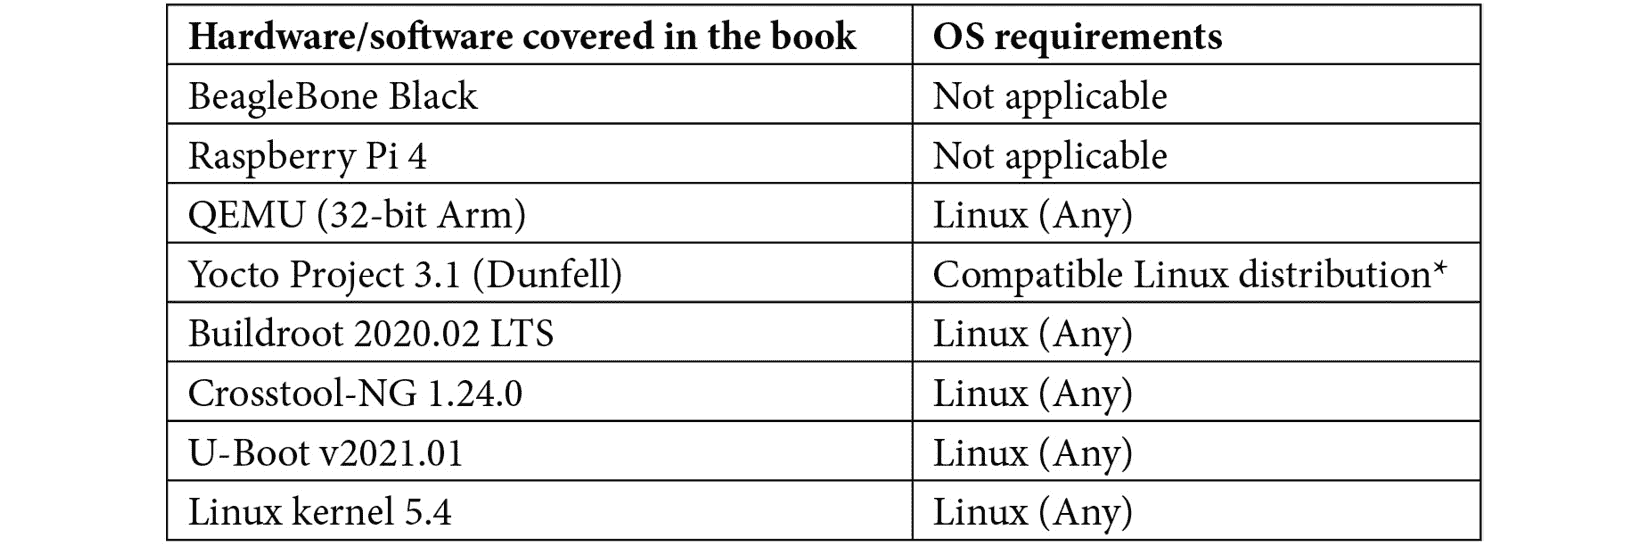 Hardware/software covered in the book OS requirements
BeagleBone Black Not applicable
Raspberry Pi 4 Not applicable
QEMU (32-bit Arm) Linux (Any)
Yocto Project 3.1 (Dunfell) Compatible Linux distribution*
Buildroot 2020.02 LTS Linux (Any)
Crosstool-NG 1.24.0 Linux (Any)
U-Boot v2021.01 Linux (Any)
Linux kernel 5.4 Linux (Any)